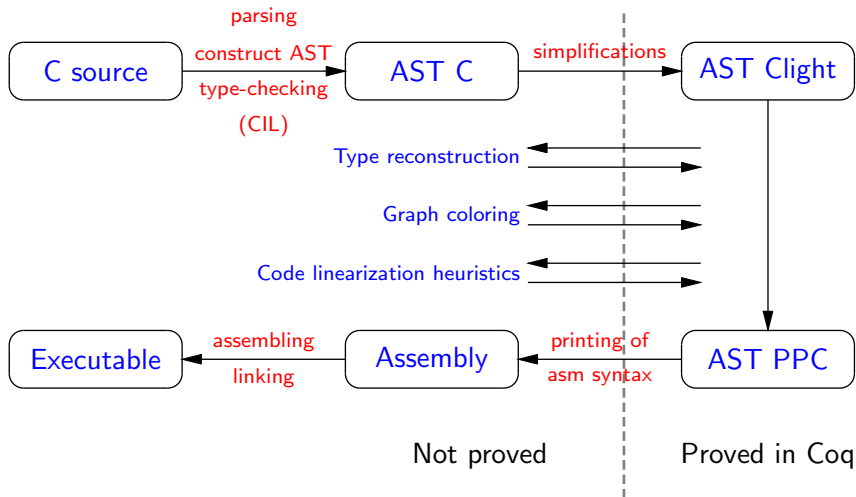 parsing
C source
construct AST
type-checking
(CIL)
AST C
simplifications
AST Clight
Type reconstruction
Graph coloring
Code linearization heuristics
Executable
assembling
linking
Assembly
printing of
asm syntax
AST PPC
Not proved
Proved in Coq